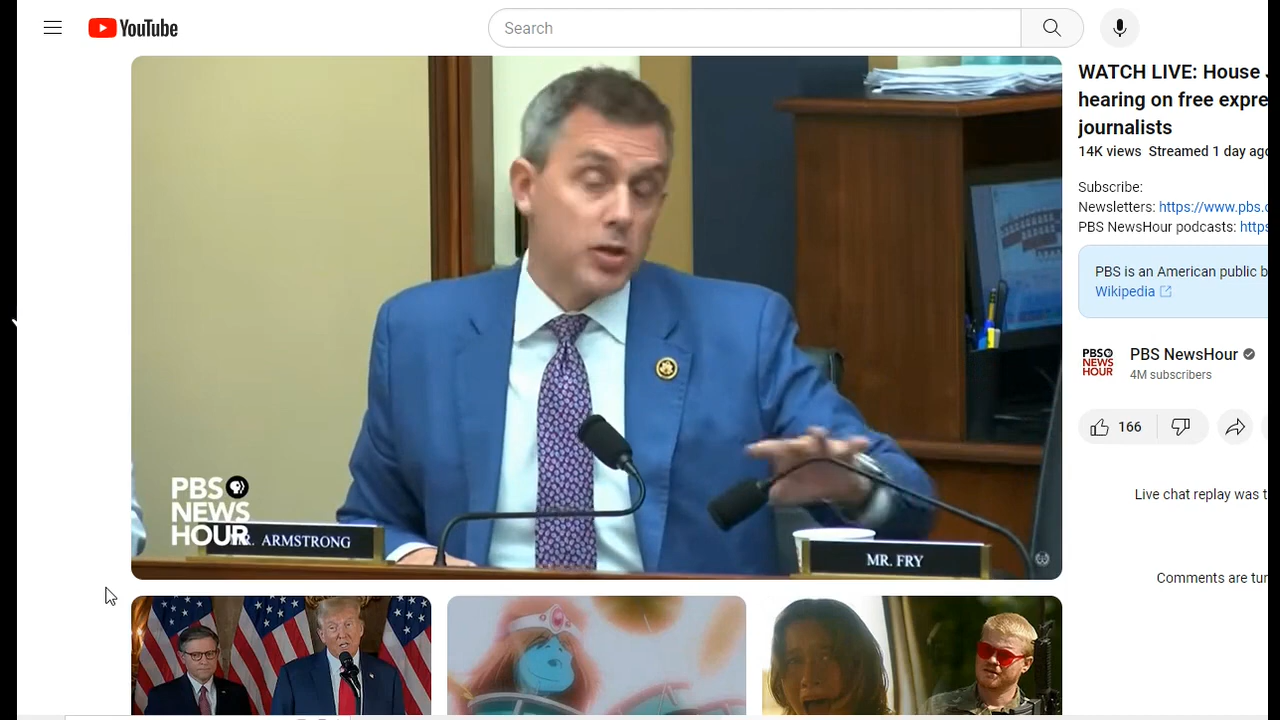 YouTube
Search
WATCH LIVE: House
hearing on free expre
journalists
14K views Streamed 1 day ago
Subscribe:
Newsletters: https://www.pbs.o
PBS NewsHour podcasts: https
PBS is an American public b
Wikipedia
PBS
NEWS
HOUR
PBS NewsHour
4M subscribers
166
Live chat replay was t
Comments are tur
PBS
NEWS
HOUR
MR. ARMSTRONG
MR. FRY